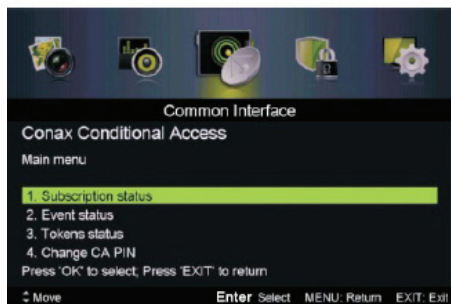 Common Interface
Conax Conditional Access
Main menu
1. Subscription status
2. Event status
3. Tokens status
4. Change CA PIN
Press 'OK' to select; Press 'EXIT' to return
Move Enter Select MENU: Return EXIT: Exit